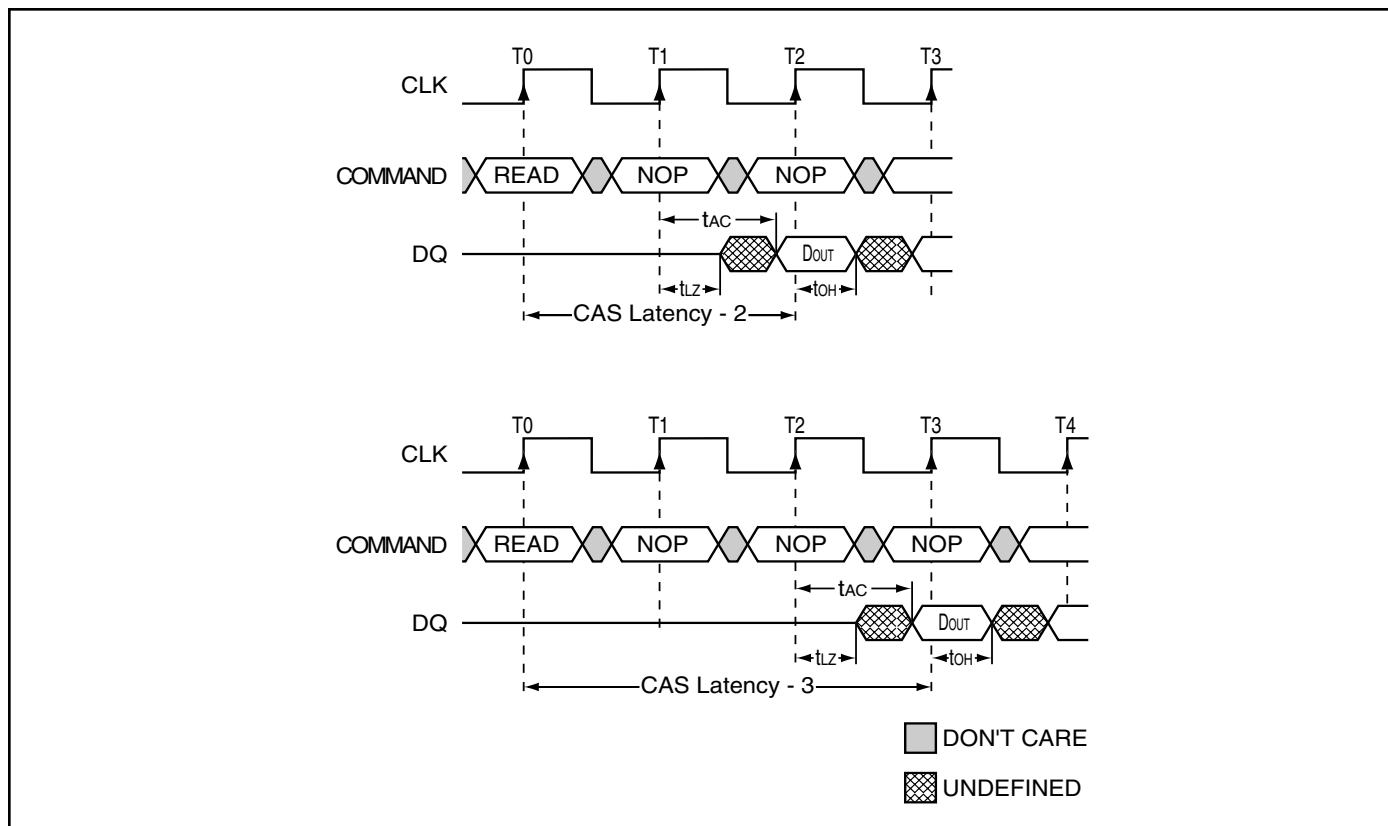 T0 T1 T2 T3
CLK
COMMAND READ NOP NOP
tAC
DQ DOUT
tLZ tOH
CAS Latency - 2
T0 T1 T2 T3 T4
CLK
COMMAND READ NOP NOP NOP
tAC
DQ DOUT
tLZ tOH
CAS Latency - 3
DON'T CARE
UNDEFINED